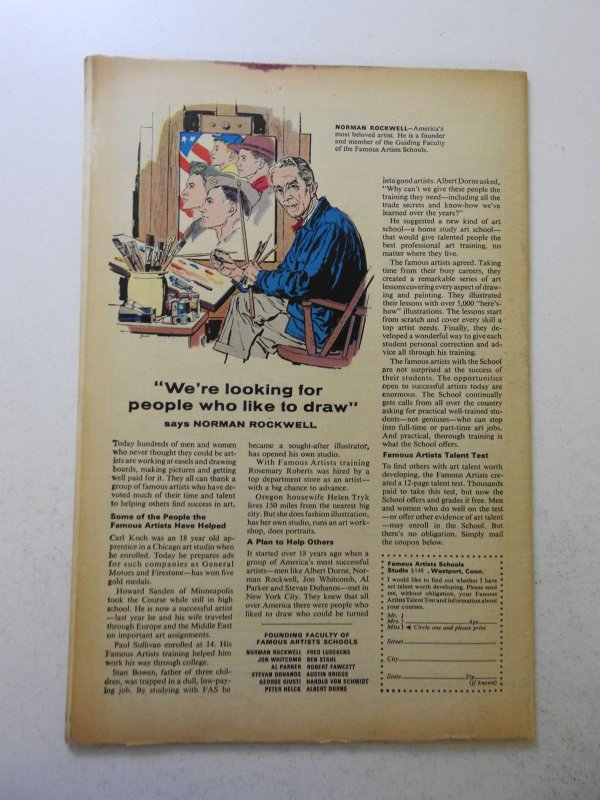 NORMAN ROCKWELL—America's
most beloved artist. He is a founder
and member of the Guiding Faculty
of the Famous Artists Schools.
"We're looking for
people who like to draw"
says NORMAN ROCKWELL
Today hundreds of men and women
who never thought they could be art-
ists are working at easels and drawing
boards, making pictures and getting
well paid for it. They all can thank a
group of famous artists who have de-
voted much of their time and talent
to helping others find success in art.
Some of the People the
Famous Artists Have Helped
Carl Koch was an 18 year old ap-
prentice in a Chicago art studio when
he enrolled. Today he prepares ads
for such companies as General
Motors and Firestone—has won five
gold medals.
Howard Sanden of Minneapolis
took the Course while still in high
school. He is now a successful artist
—last year he and his wife traveled
through Europe and the Middle East
on important art assignments.
Paul Sullivan enrolled at 14. His
Famous Artists training helped him
work his way through college.
Stan Bowen, father of three chil-
dren, was trapped in a dull, low-pay-
ing job. By studying with FAS he
became a sought-after illustrator,
has opened his own studio.
With Famous Artists training
Rosemary Roberts was hired by a
top department store as an artist—
with a big chance to advance.
Oregon housewife Helen Tryk
lives 150 miles from the nearest big
city. But she does fashion illustration,
has her own studio, runs an art work-
shop, does portraits.
A Plan to Help Others
It started over 18 years ago when a
group of America's most successful
artists—men like Albert Dorne, Nor-
man Rockwell, Jon Whitcomb, Al
Parker and Stevan Dohanos—met in
New York City. They knew that all
over America there were people who
liked to draw who could be turned
into good artists. Albert Dorne asked,
"Why can't we give these people the
training they need—including all the
trade secrets and know-how we've
learned over the years?"
He suggested a new kind of art
school—a home study art school—
that would give talented people the
best professional art training, no
matter where they live.
The famous artists agreed. Taking
time from their busy careers, they
created a remarkable series of art
lessons covering every aspect of draw-
ing and painting. They illustrated
their lessons with over 5,000 "here's-
how" illustrations. The lessons start
from scratch and cover every skill a
top artist needs. Finally, they de-
veloped a wonderful way to give each
student personal correction and ad-
vice all through his training.
The famous artists with the School
are not surprised at the success of
their students. The opportunities
open to successful artists today are
enormous. The School continually
gets calls from all over the country
asking for practical well-trained stu-
dents—not geniuses—who can step
into full-time or part-time art jobs.
And practical, thorough training is
what the School offers.
Famous Artists Talent Test
To find others with art talent worth
developing, the Famous Artists cre-
ated a 12-page talent test. Thousands
paid to take this test, but now the
School offers and grades it free. Men
and women who do well on the test
—or offer other evidence of art talent
—may enroll in the School. But
there's no obligation. Simply mail
the coupon below.
FOUNDING FACULTY OF
FAMOUS ARTISTS SCHOOLS
NORMAN ROCKWELL FRED LUDEKENS
JON WHITCOMB BEN STAHL
AL PARKER ROBERT FAWCETT
STEVAN DOHANOS AUSTIN BRIGGS
GEORGE GIUSTI HAROLD VON SCHMIDT
PETER HELCK ALBERT DORNE
Famous Artists Schools
Studio 5149, Westport, Conn.
I would like to find out whether I have
art talent worth developing. Please send
me, without obligation, your Famous
Artists Talent Test and information about
your courses.
Mr.
Mrs. Age
Miss Circle one and please print
Street
City
State Zip
(if known)